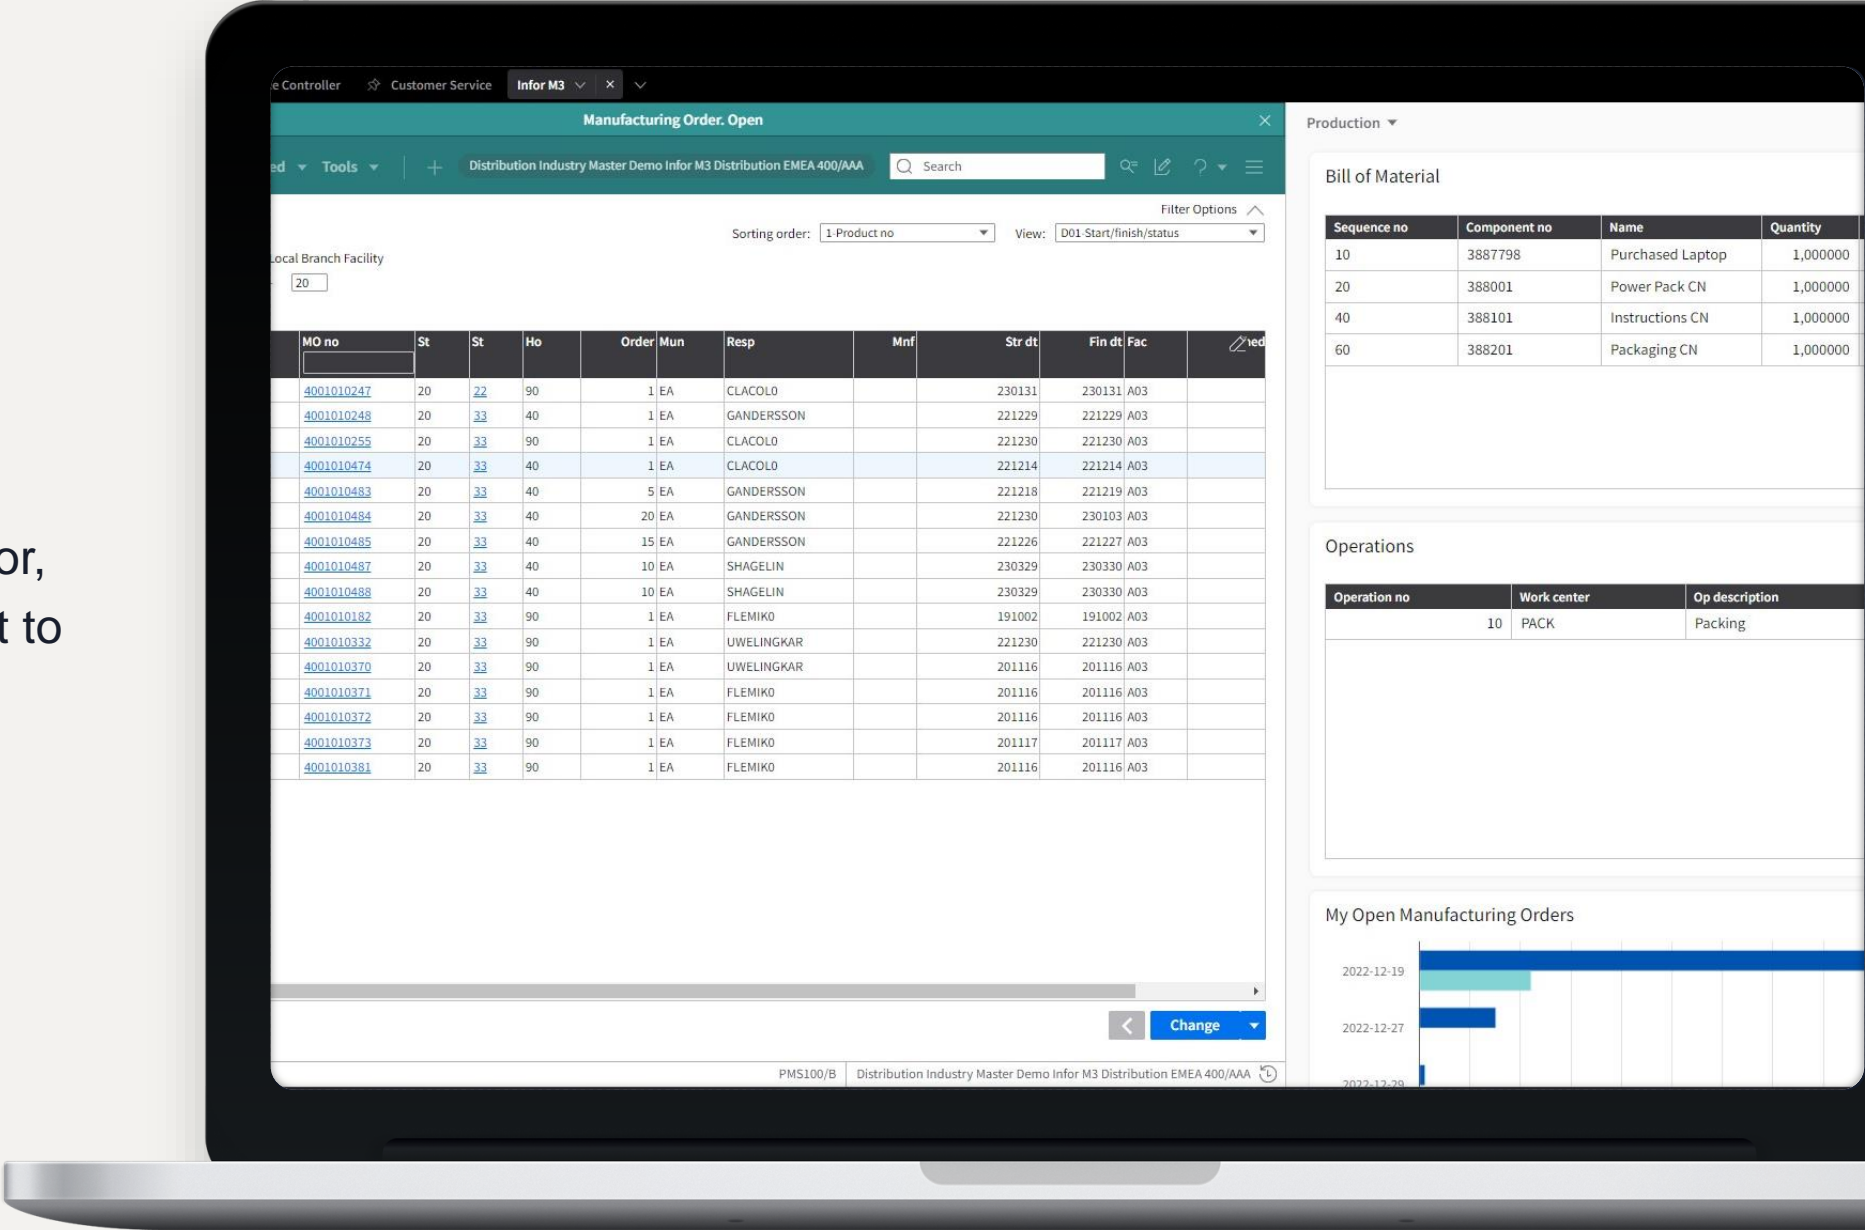 or,
t to
e Controller Customer Service Infor M3
Manufacturing Order. Open
ed Tools Distribution Industry Master Demo Infor M3 Distribution EMEA 400/AAA Search ?
Filter Options
Sorting order: 1-Product no View: D01-Start/finish/status
Local Branch Facility
20
MO no St St Ho Order Mun Resp Mnf Str dt Fin dt Fac
4001010247 20 22 90 1 EA CLACOL0 230131 230131 A03
4001010248 20 33 40 1 EA GANDERSSON 221229 221229 A03
4001010255 20 33 90 1 EA CLACOL0 221230 221230 A03
4001010474 20 33 40 1 EA CLACOL0 221214 221214 A03
4001010483 20 33 40 5 EA GANDERSSON 221218 221219 A03
4001010484 20 33 40 20 EA GANDERSSON 221230 230103 A03
4001010485 20 33 40 15 EA GANDERSSON 221226 221227 A03
4001010487 20 33 40 10 EA SHAGELIN 230329 230330 A03
4001010488 20 33 40 10 EA SHAGELIN 230329 230330 A03
4001010182 20 33 90 1 EA FLEMIK0 191002 191002 A03
4001010332 20 33 90 1 EA UWELINGKAR 221230 221230 A03
4001010370 20 33 90 1 EA UWELINGKAR 201116 201116 A03
4001010371 20 33 90 1 EA FLEMIK0 201116 201116 A03
4001010372 20 33 90 1 EA FLEMIK0 201116 201116 A03
4001010373 20 33 90 1 EA FLEMIK0 201117 201117 A03
4001010381 20 33 90 1 EA FLEMIK0 201116 201116 A03
Change
PMS100/B Distribution Industry Master Demo Infor M3 Distribution EMEA 400/AAA
Production
Bill of Material
Sequence no Component no Name Quantity
10 3887798 Purchased Laptop 1,000000
20 388001 Power Pack CN 1,000000
40 388101 Instructions CN 1,000000
60 388201 Packaging CN 1,000000
Operations
Operation no Work center Op description
10 PACK Packing
My Open Manufacturing Orders
2022-12-19
2022-12-27
2022-12-29